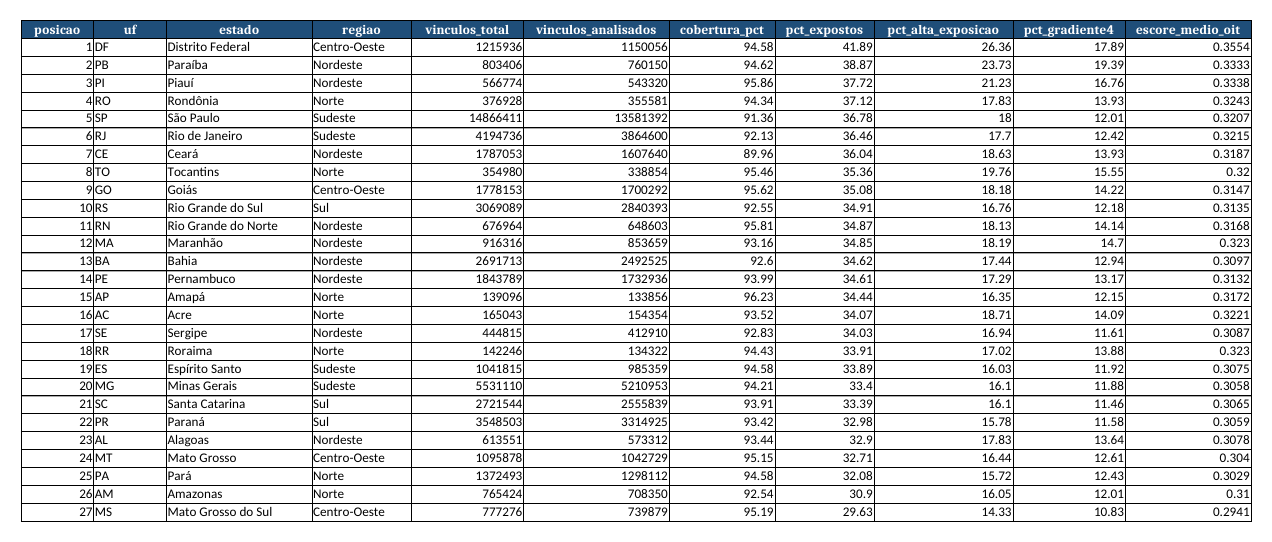 posicao uf estado regiao vinculos_total vinculos_analisados cobertura_pct pct_expostos pct_alta_exposicao pct_gradiente4 escore_medio_oit
1 DF Distrito Federal Centro-Oeste 1215936 1150056 94.58 41.89 26.36 17.89 0.3554
2 PB Paraíba Nordeste 803406 760150 94.62 38.87 23.73 19.39 0.3333
3 PI Piauí Nordeste 566774 543320 95.86 37.72 21.23 16.76 0.3338
4 RO Rondônia Norte 376928 355581 94.34 37.12 17.83 13.93 0.3243
5 SP São Paulo Sudeste 14866411 13581392 91.36 36.78 18 12.01 0.3207
6 RJ Rio de Janeiro Sudeste 4194736 3864600 92.13 36.46 17.7 12.42 0.3215
7 CE Ceará Nordeste 1787053 1607640 89.96 36.04 18.63 13.93 0.3187
8 TO Tocantins Norte 354980 338854 95.46 35.36 19.76 15.55 0.32
9 GO Goiás Centro-Oeste 1778153 1700292 95.62 35.08 18.18 14.22 0.3147
10 RS Rio Grande do Sul Sul 3069089 2840393 92.55 34.91 16.76 12.18 0.3135
11 RN Rio Grande do Norte Nordeste 676964 648603 95.81 34.87 18.13 14.14 0.3168
12 MA Maranhão Nordeste 916316 853659 93.16 34.85 18.19 14.7 0.323
13 BA Bahia Nordeste 2691713 2492525 92.6 34.62 17.44 12.94 0.3097
14 PE Pernambuco Nordeste 1843789 1732936 93.99 34.61 17.29 13.17 0.3132
15 AP Amapá Norte 139096 133856 96.23 34.44 16.35 12.15 0.3172
16 AC Acre Norte 165043 154354 93.52 34.07 18.71 14.09 0.3221
17 SE Sergipe Nordeste 444815 412910 92.83 34.03 16.94 11.61 0.3087
18 RR Roraima Norte 142246 134322 94.43 33.91 17.02 13.88 0.323
19 ES Espírito Santo Sudeste 1041815 985359 94.58 33.89 16.03 11.92 0.3075
20 MG Minas Gerais Sudeste 5531110 5210953 94.21 33.4 16.1 11.88 0.3058
21 SC Santa Catarina Sul 2721544 2555839 93.91 33.39 16.1 11.46 0.3065
22 PR Paraná Sul 3548503 3314925 93.42 32.98 15.78 11.58 0.3059
23 AL Alagoas Nordeste 613551 573312 93.44 32.9 17.83 13.64 0.3078
24 MT Mato Grosso Centro-Oeste 1095878 1042729 95.15 32.71 16.44 12.61 0.304
25 PA Pará Norte 1372493 1298112 94.58 32.08 15.72 12.43 0.3029
26 AM Amazonas Norte 765424 708350 92.54 30.9 16.05 12.01 0.31
27 MS Mato Grosso do Sul Centro-Oeste 777276 739879 95.19 29.63 14.33 10.83 0.2941